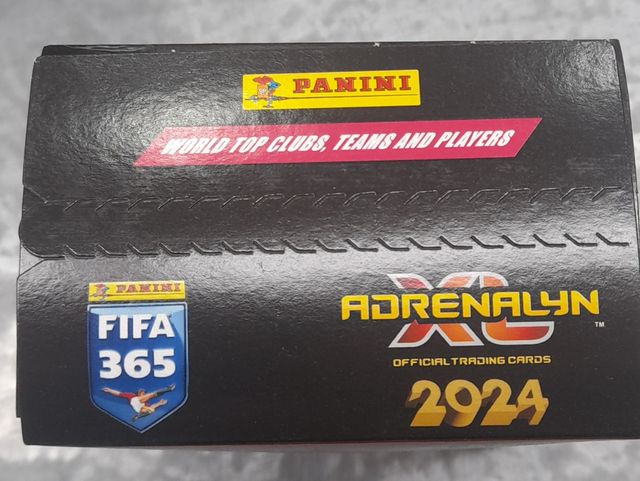 PANINI
WORLD TOP CLUBS, TEAMS AND PLAYERS
PANINI
FIFA
365
ADRENALYN
XL
™
OFFICIAL TRADING CARDS
2024